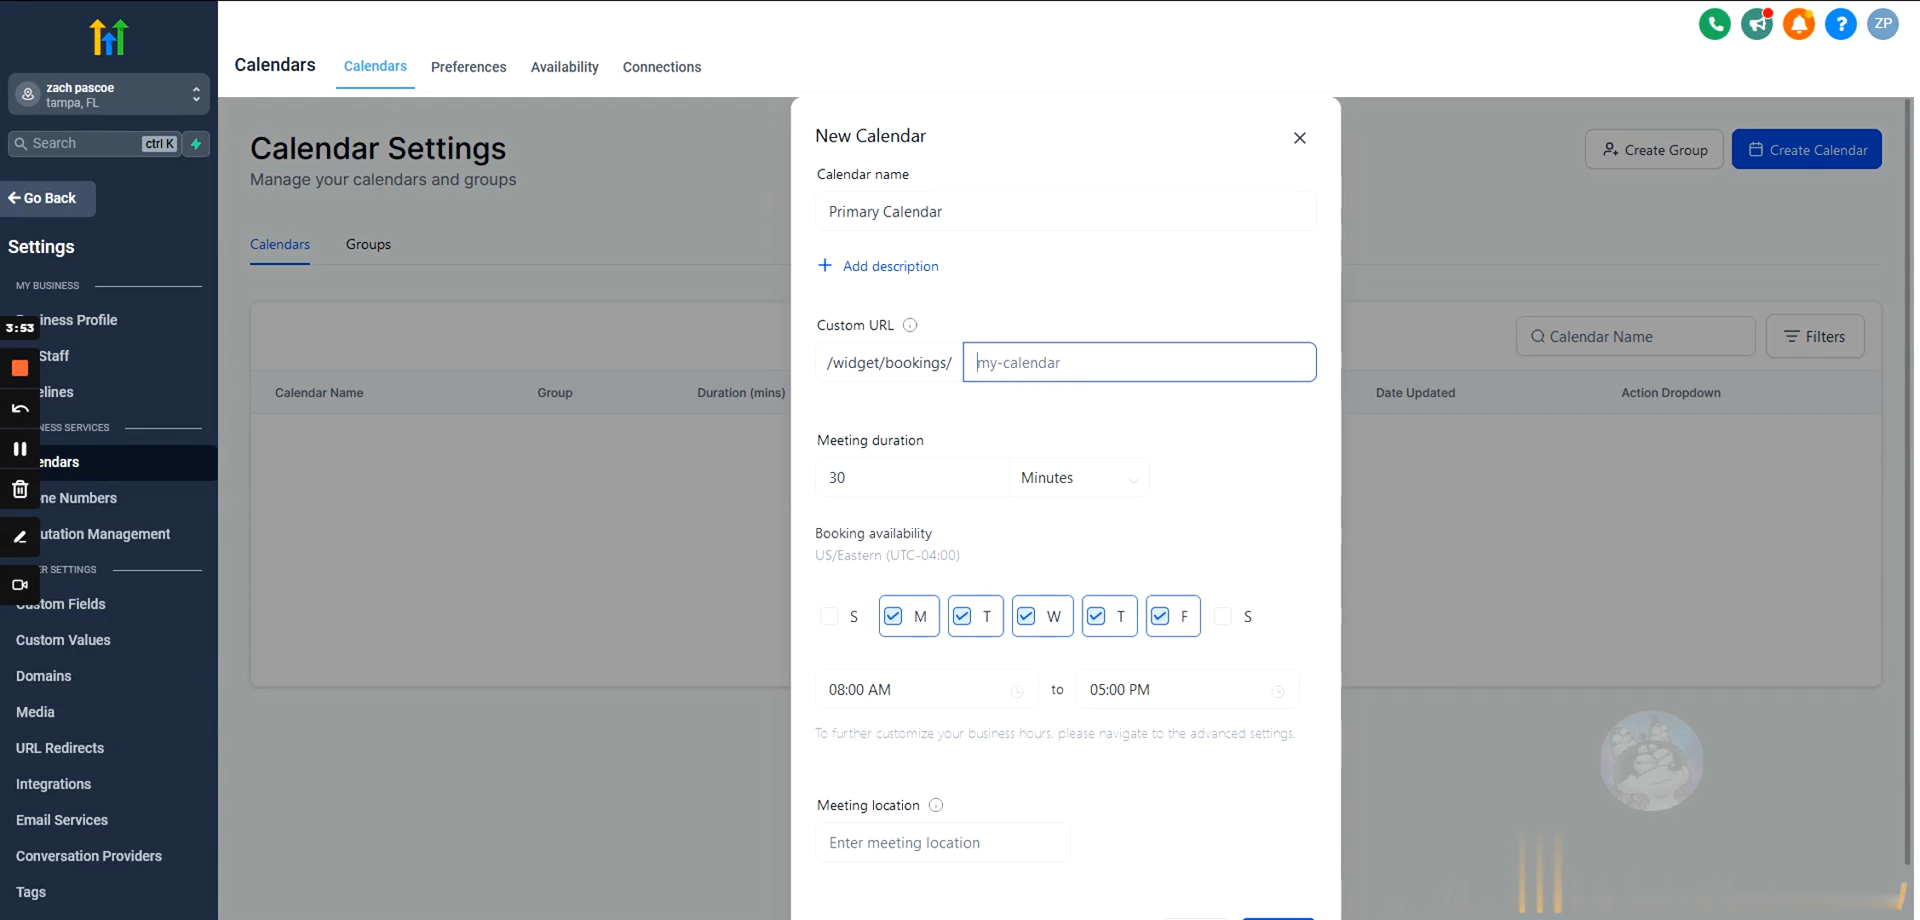 Calendars
Calendars
Preferences
Availability
Connections
ZP
zach pascoe
tampa, FL
Search
ctrl K
Go Back
Settings
MY BUSINESS
iness Profile
3:53
Staff
elines
NESS SERVICES
endars
ne Numbers
utation Management
R SETTINGS
ustom Fields
Custom Values
Domains
Media
URL Redirects
Integrations
Email Services
Conversation Providers
Tags
Calendar Settings
Manage your calendars and groups
Create Group
Create Calendar
Calendars
Groups
Calendar Name
Filters
Calendar Name
Group
Duration (mins)
Date Updated
Action Dropdown
New Calendar
Calendar name
Primary Calendar
+ Add description
Custom URL
/widget/bookings/
my-calendar
Meeting duration
30
Minutes
Booking availability
US/Eastern (UTC-04:00)
S M T W T F S
08:00 AM to 05:00 PM
To further customize your business hours, please navigate to the advanced settings.
Meeting location
Enter meeting location